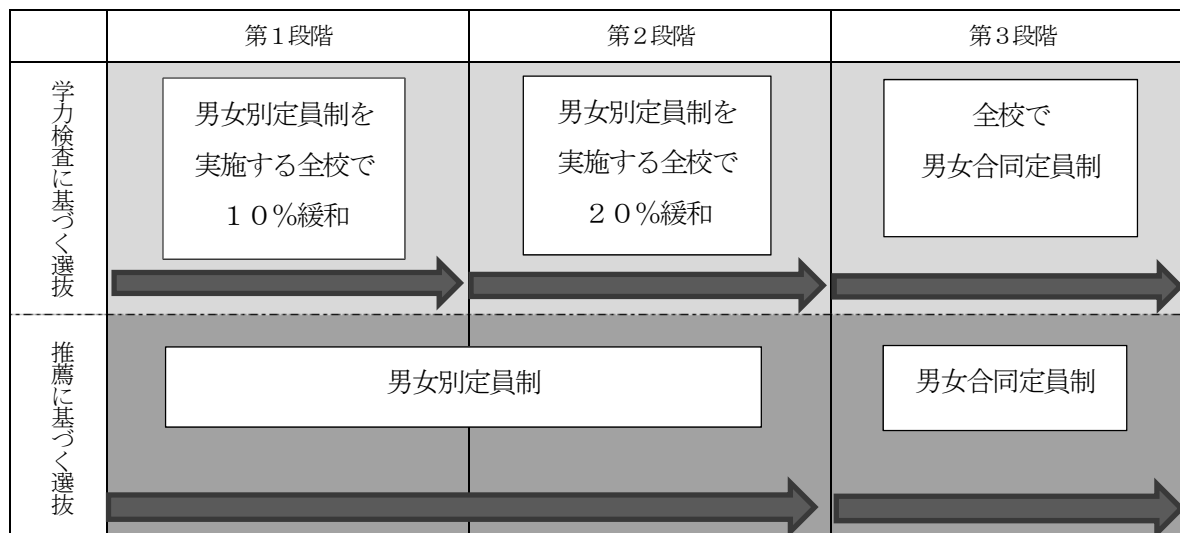 第１段階
第２段階
第３段階
学力検査に基づく選抜
男女別定員制を
実施する全校で
１０％緩和
男女別定員制を
実施する全校で
２０％緩和
全校で
男女合同定員制
推薦に基づく選抜
男女別定員制
男女合同定員制